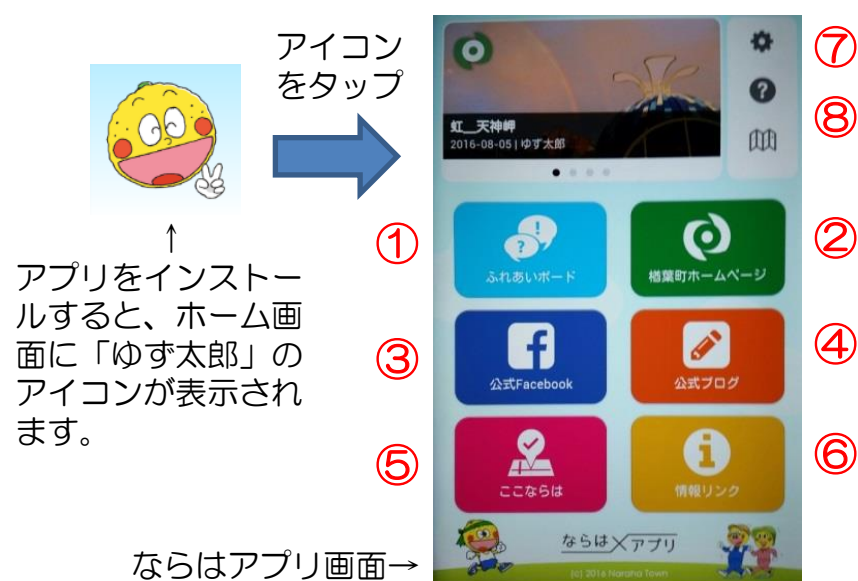 アイコン
をタップ
↑
アプリをインストー
ルすると、ホーム画
面に「ゆず太郎」の
アイコンが表示され
ます。
ならはアプリ画面→
虹__天神岬
2016-08-05 | ゆず太郎
⑦
⑧
①
ふれあいボード
②
楢葉町ホームページ
③
公式Facebook
④
公式ブログ
⑤
ここならは
⑥
情報リンク
ならは×アプリ
(c) 2016 Naraha Town